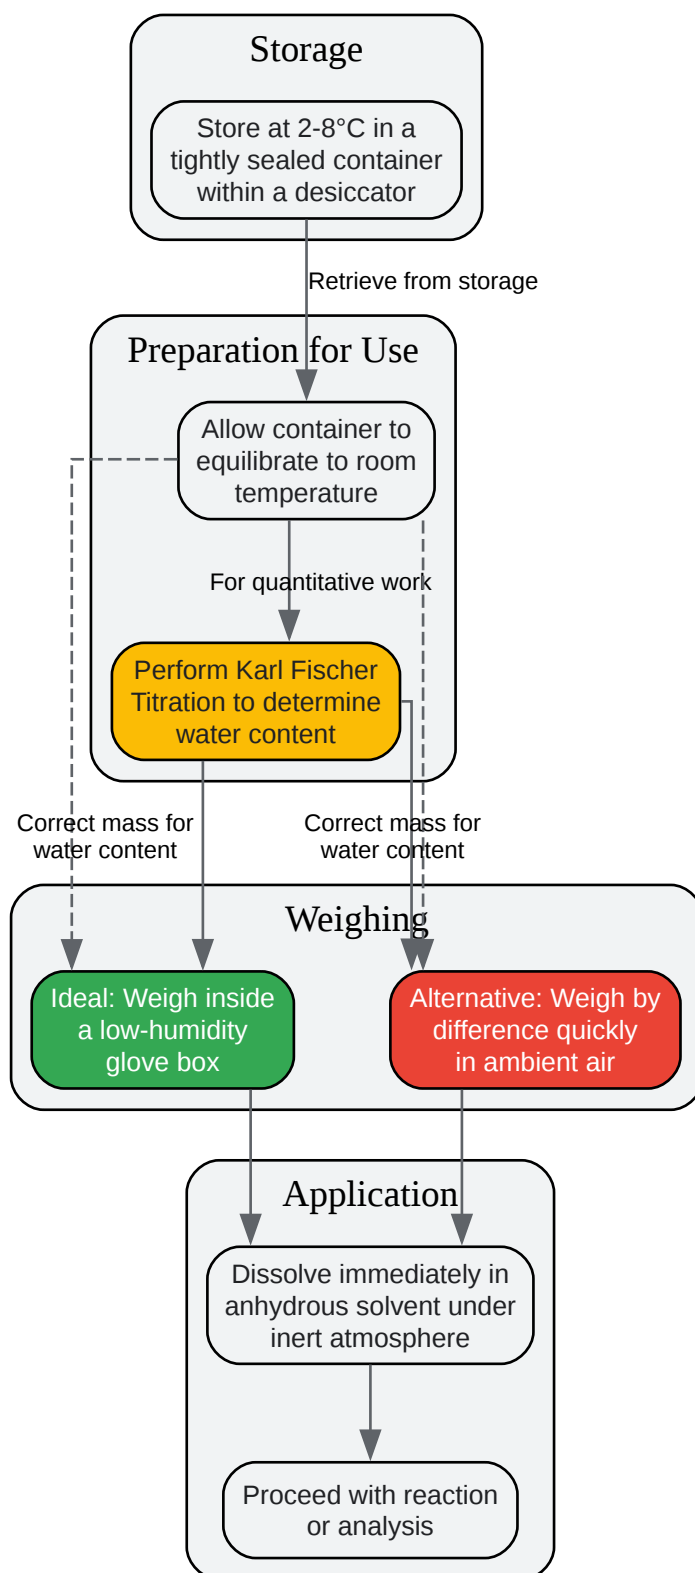 Storage
Store at 2-8°C in a
tightly sealed container
within a desiccator
Retrieve from storage
Preparation for Use
Allow container to
equilibrate to room
temperature
For quantitative work
Perform Karl Fischer
Titration to determine
water content
Correct mass for
water content
Correct mass for
water content
Weighing
Ideal: Weigh inside
a low-humidity
glove box
Alternative: Weigh by
difference quickly
in ambient air
Application
Dissolve immediately in
anhydrous solvent under
inert atmosphere
Proceed with reaction
or analysis